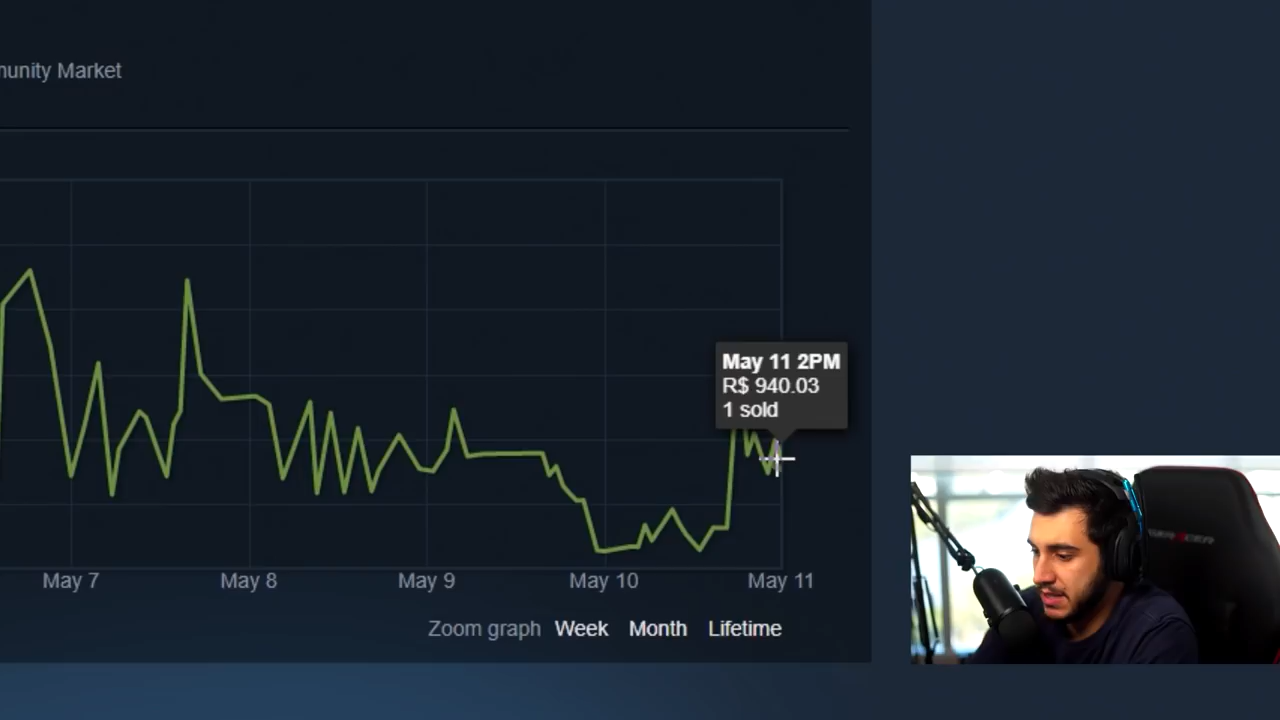 munity Market
May 11 2PM
R$ 940.03
1 sold
May 7
May 8
May 9
May 10
May 11
Zoom graph
Week
Month
Lifetime